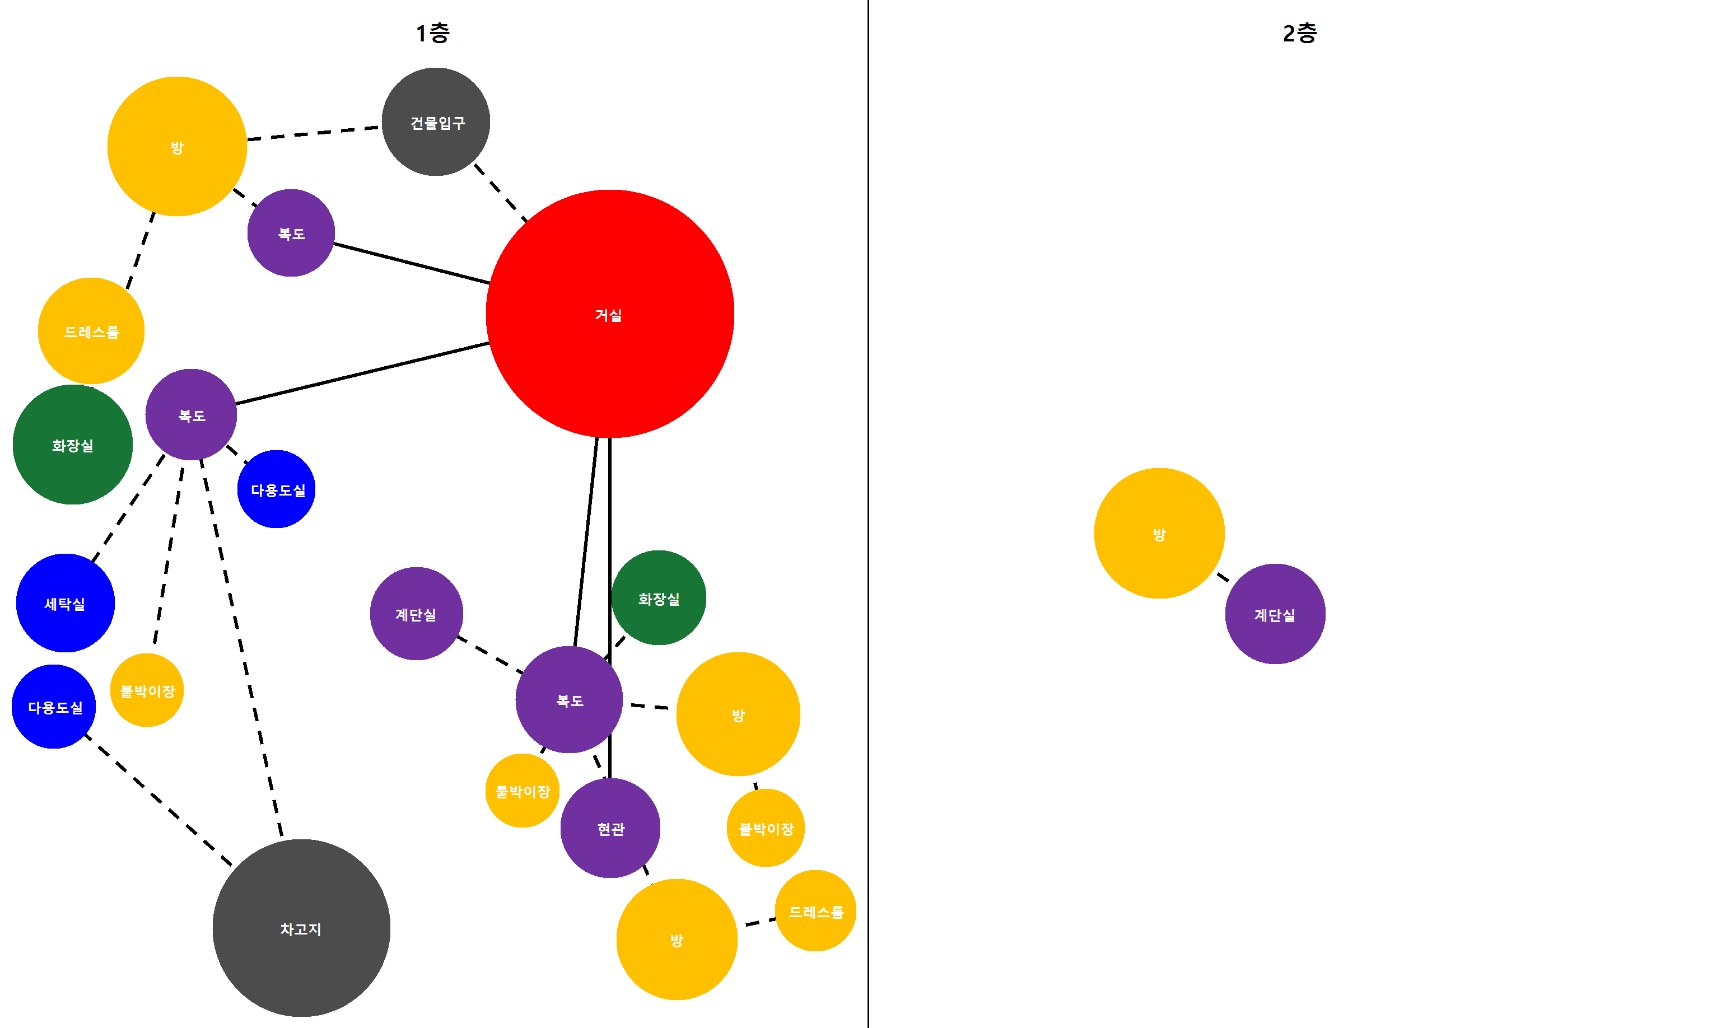 1층
2층
건물입구
방
복도
거실
드레스룸
복도
화장실
다용도실
방
세탁실
계단실
화장실
계단실
붙박이장
다용도실
복도
방
붙박이장
현관
붙박이장
드레스룸
차고지
방